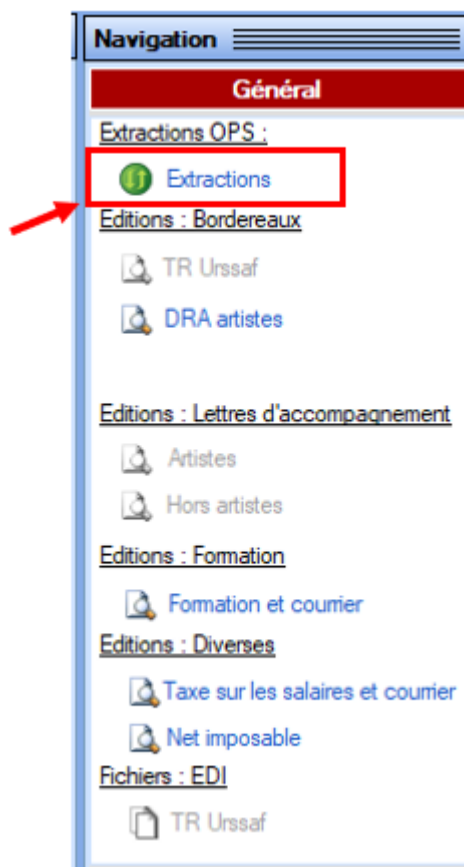 Navigation
Général
Extractions OPS :
Extractions
Editions : Bordereaux
TR Urssaf
DRA artistes
Editions : Lettres d'accompagnement
Artistes
Hors artistes
Editions : Formation
Formation et courrier
Editions : Diverses
Taxe sur les salaires et courrier
Net imposable
Fichiers : EDI
TR Urssaf